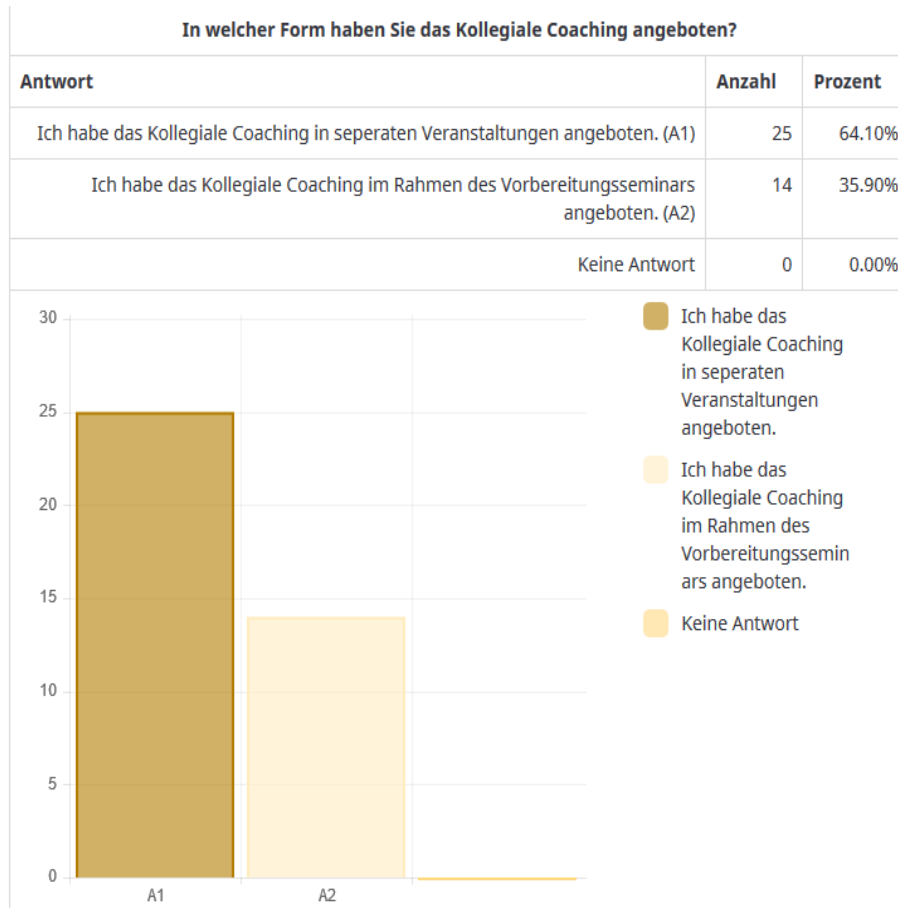 In welcher Form haben Sie das Kollegiale Coaching angeboten?
Antwort Anzahl Prozent
Ich habe das Kollegiale Coaching in seperaten Veranstaltungen angeboten. (A1) 25 64.10%
Ich habe das Kollegiale Coaching im Rahmen des Vorbereitungsseminars 14 35.90%
angeboten. (A2)
Keine Antwort 0 0.00%
30
25
20
15
10
5
0
A1 A2
Ich habe das
Kollegiale Coaching
in seperaten
Veranstaltungen
angeboten.
Ich habe das
Kollegiale Coaching
im Rahmen des
Vorbereitungssemin
ars angeboten.
Keine Antwort